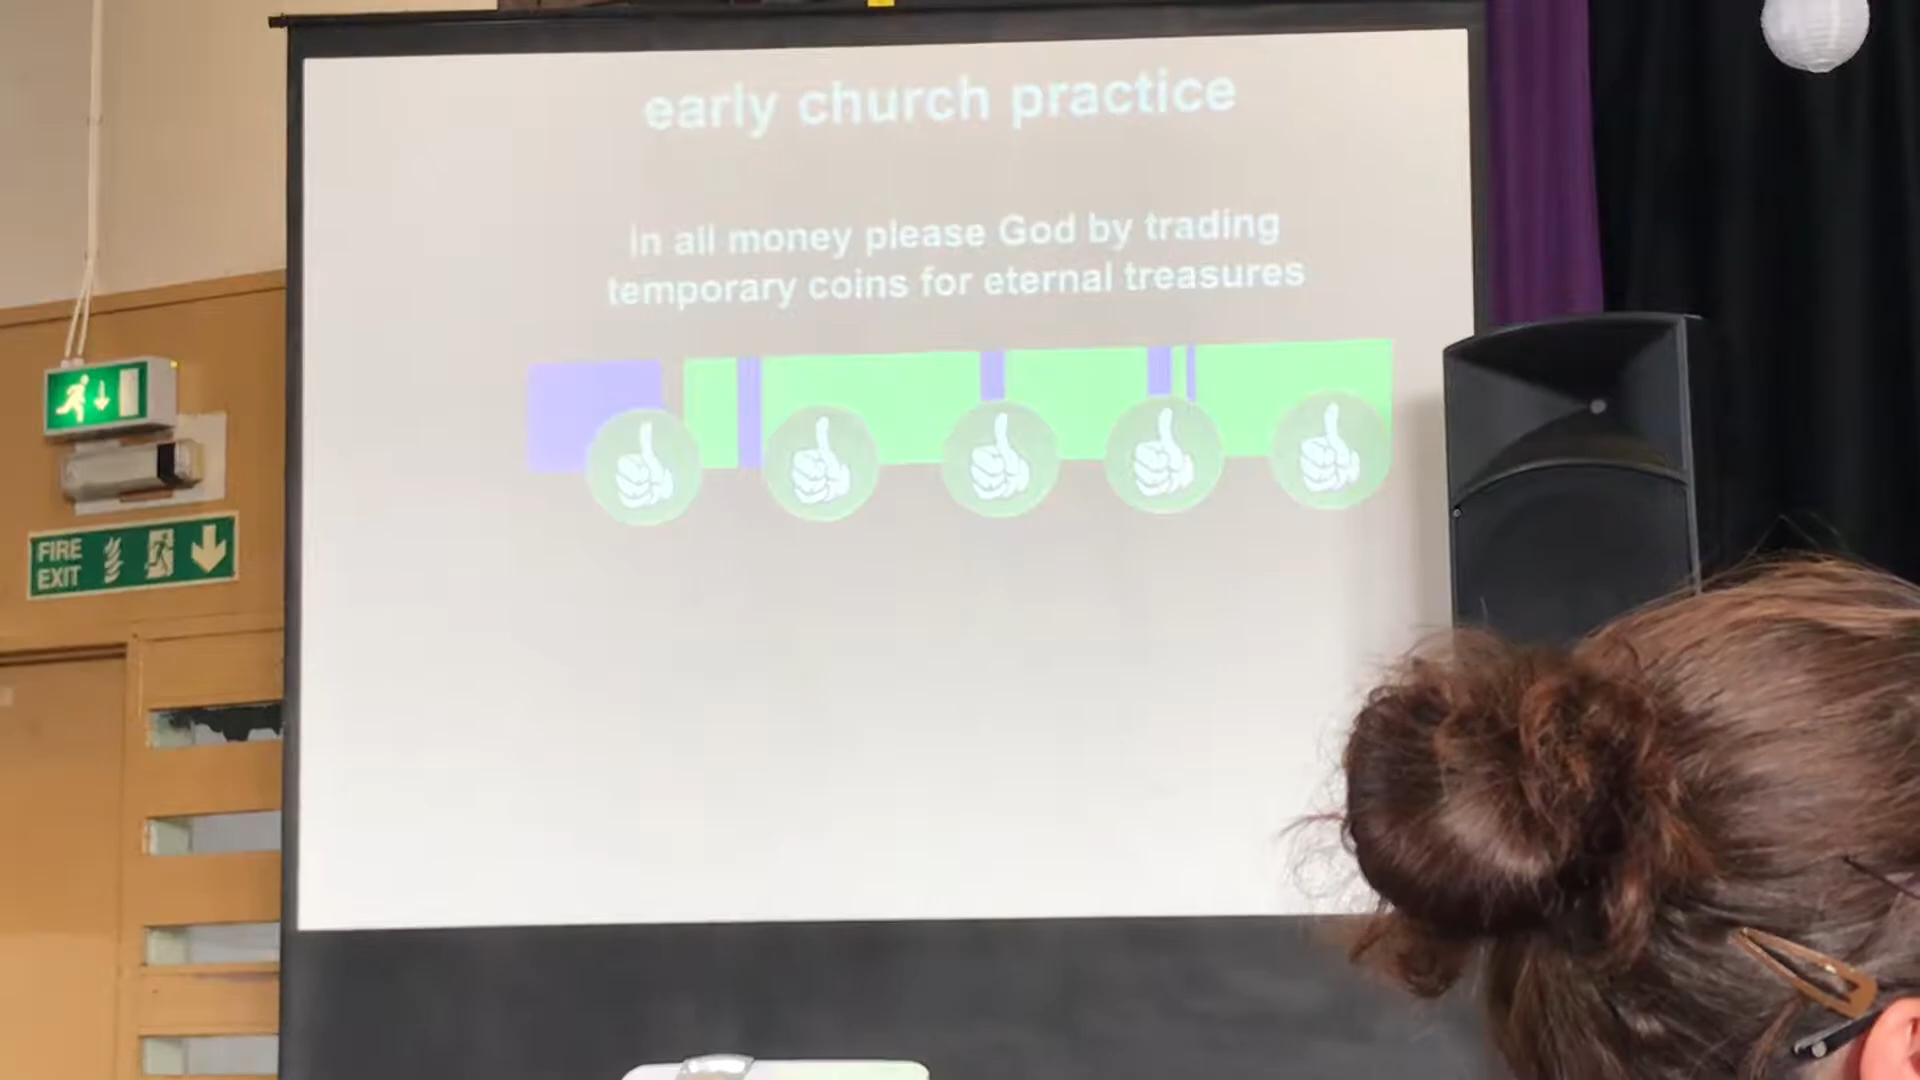 early church practice
in all money please God by trading
temporary coins for eternal treasures
FIRE
EXIT